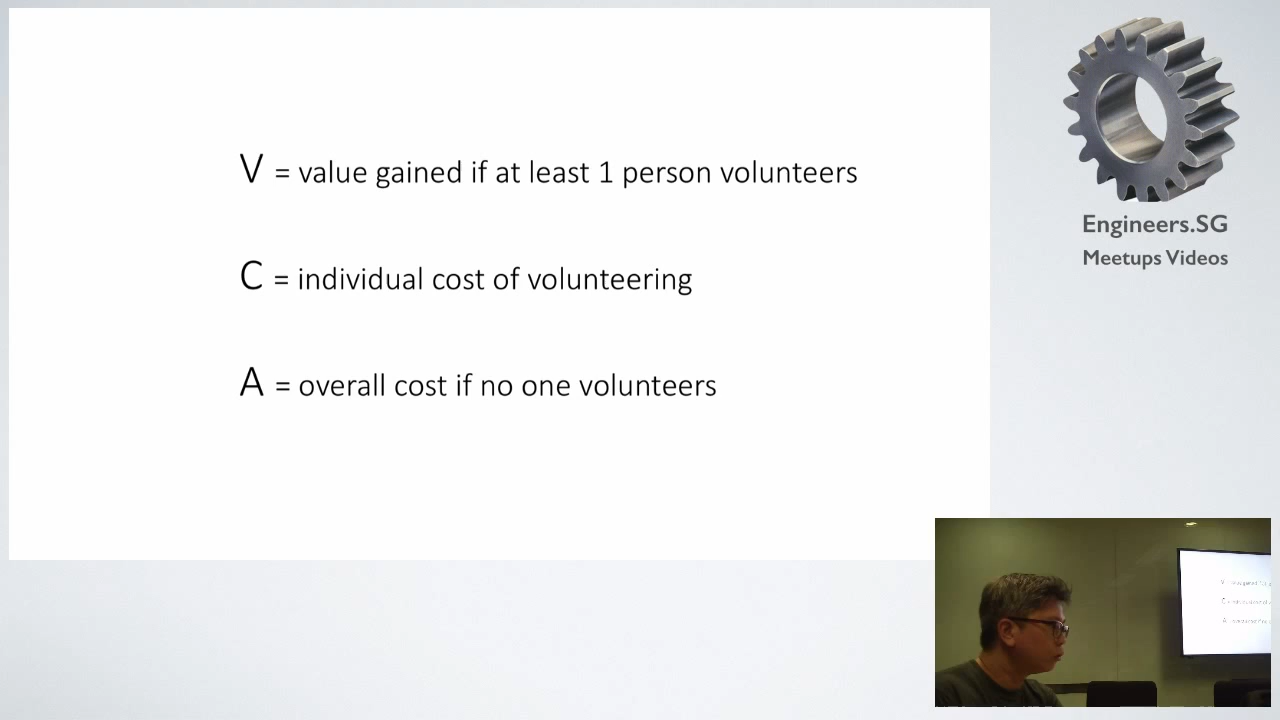 V = value gained if at least 1 person volunteers
C = individual cost of volunteering
A = overall cost if no one volunteers
Engineers.SG
Meetups Videos